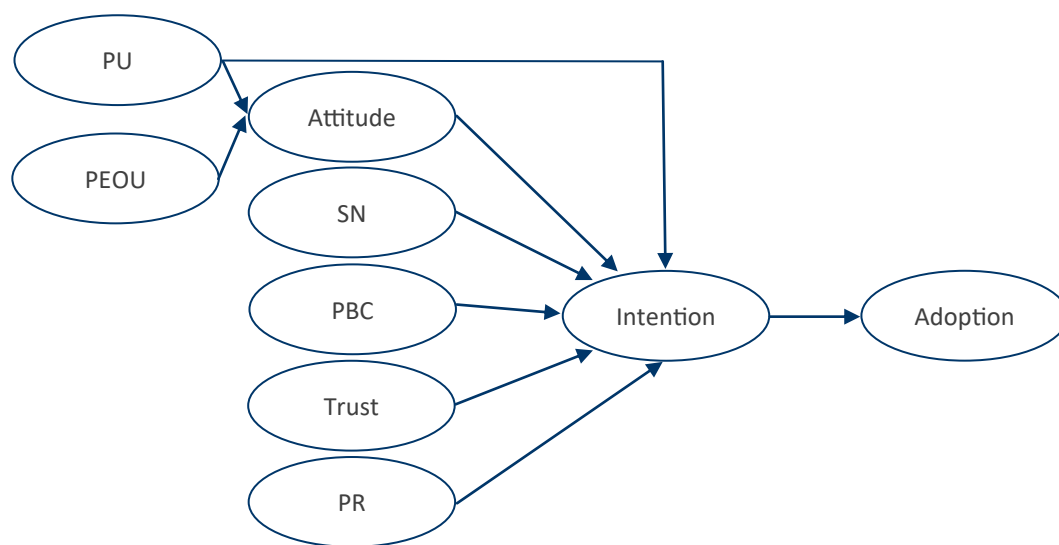 PU
Attitude
PEOU
SN
PBC
Intention
Adoption
Trust
PR